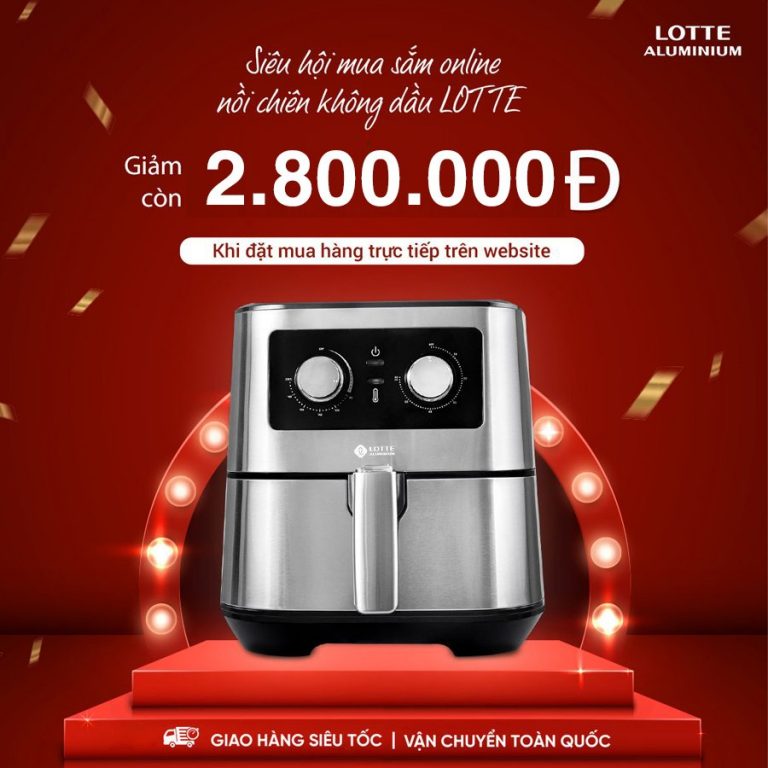 LOTTE
ALUMINIUM
Siêu hội mua sắm online
nồi chiên không dầu LOTTE
Giảm
còn 2.800.000Đ
Khi đặt mua hàng trực tiếp trên website
LOTTE
ALUMINIUM
GIAO HÀNG SIÊU TỐC | VẬN CHUYỂN TOÀN QUỐC